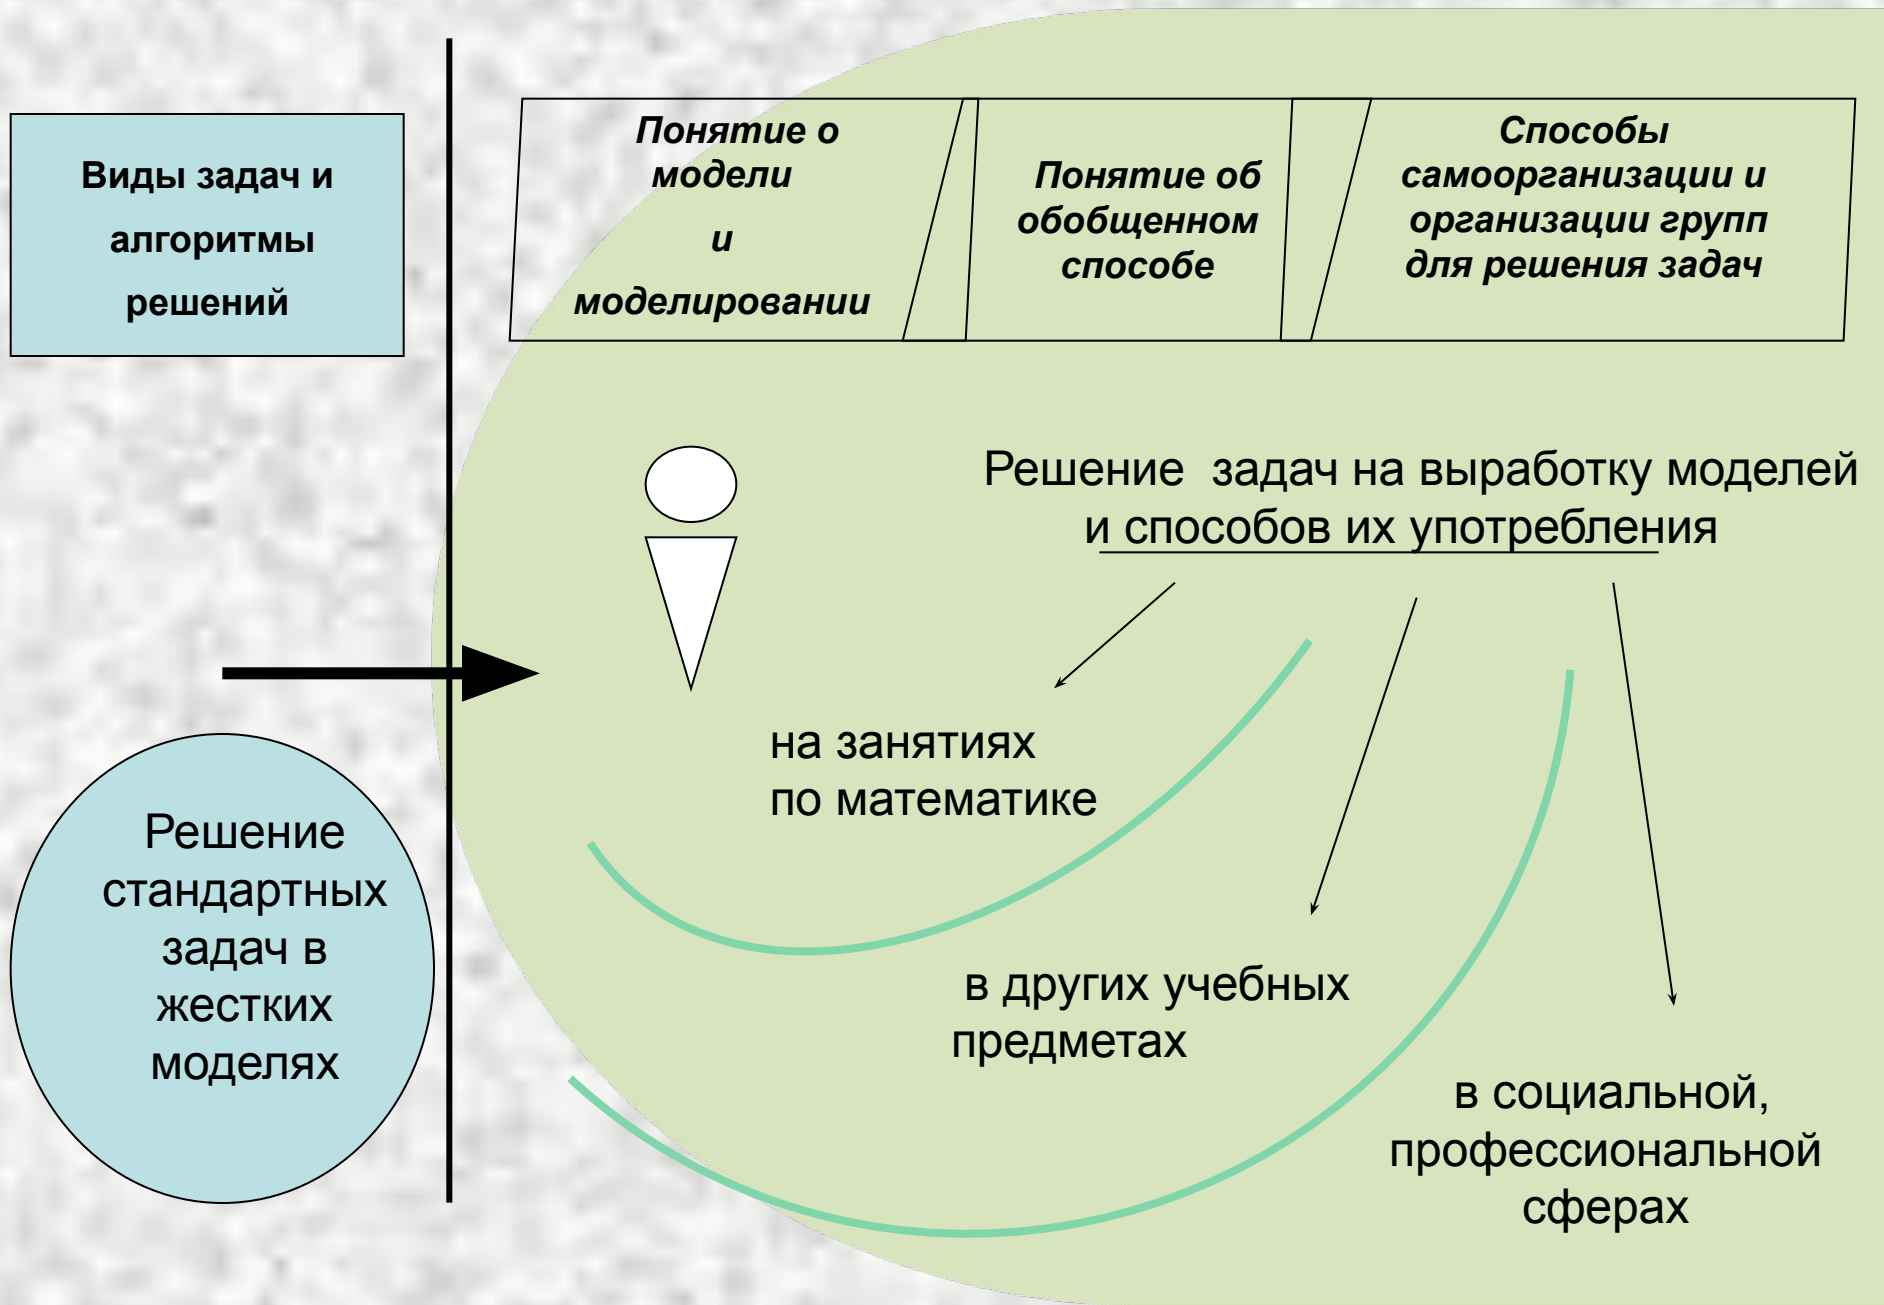 Виды задач и
алгоритмы
решений
Понятие о
модели
и
моделировании
Понятие об
обобщенном
способе
Способы
самоорганизации и
организации групп
для решения задач
Решение задач на выработку моделей
и способов их употребления
на занятиях
по математике
в других учебных
предметах
в социальной,
профессиональной
сферах
Решение
стандартных
задач в
жестких
моделях